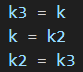 k3 = k
k = k2
k2 = k3